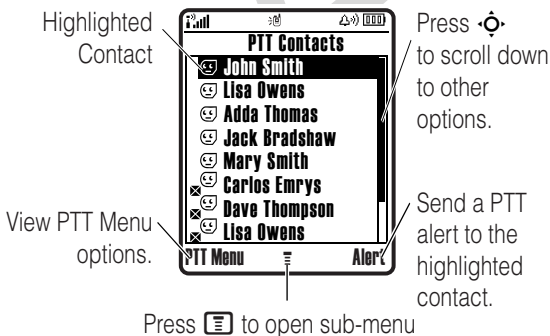 Highlighted
Contact
PTT Contacts
John Smith
Lisa Owens
Adda Thomas
Jack Bradshaw
Mary Smith
Carlos Emrys
Dave Thompson
Lisa Owens
PTT Menu
Alert
Press
to scroll down
to other
options.
View PTT Menu
options.
Send a PTT
alert to the
highlighted
contact.
Press to open sub-menu